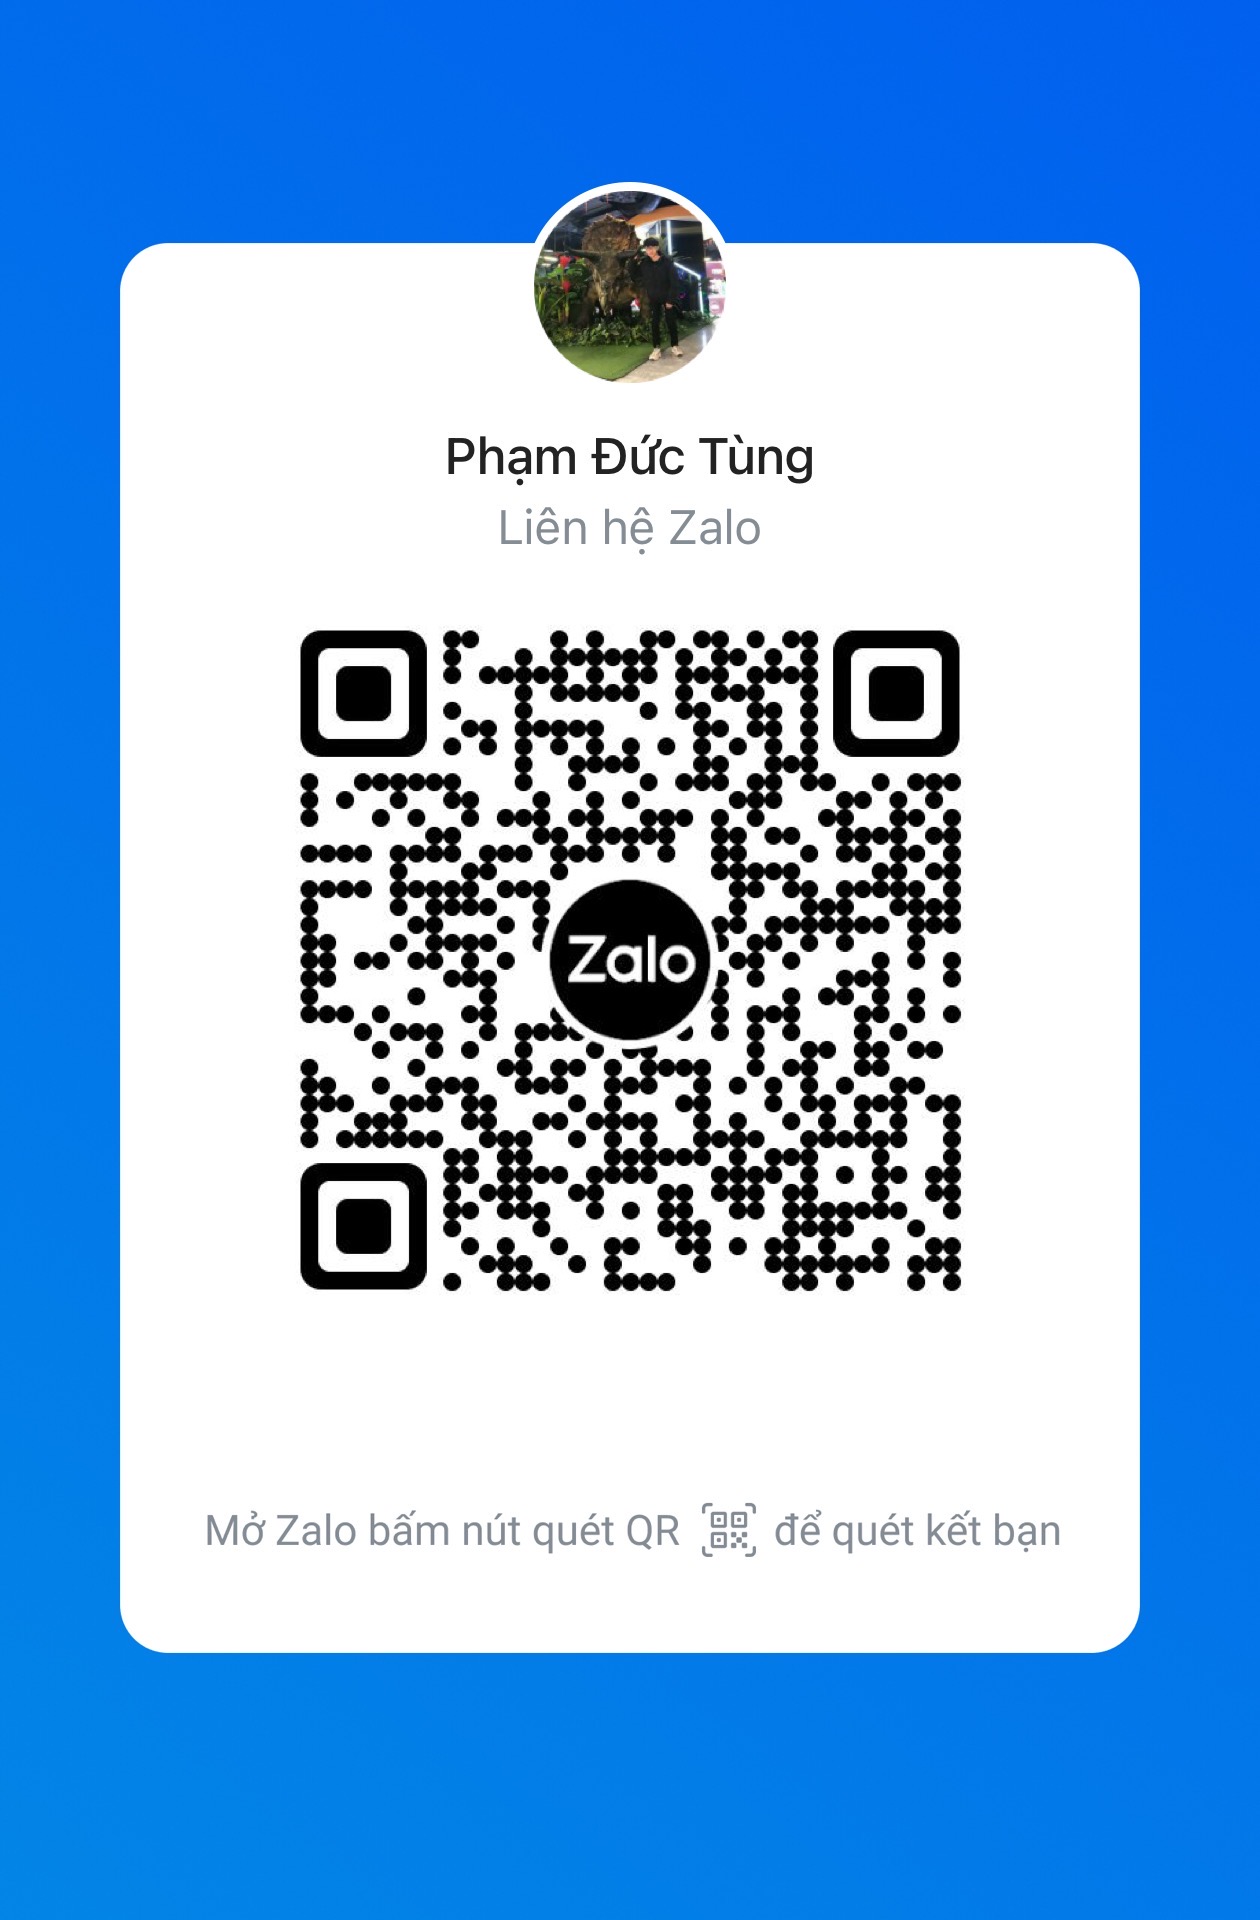 Phạm Đức Tùng
Liên hệ Zalo
Zalo
Mở Zalo bấm nút quét QR để quét kết bạn